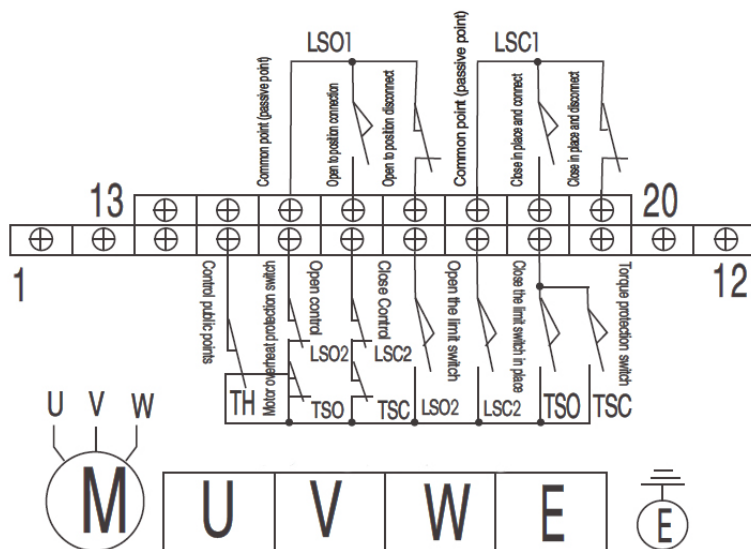 LSO1
LSC1
Common point (passive point)
Open to position connection
Open to position disconnect
Common point (passive point)
Close in place and connect
Close in place and disconnect
13
20
1
12
Control public points
Motor overheat protection switch
Open control
Close Control
Open the limit switch
Close the limit switch in place
Torque protection switch
LSO2
LSC2
TH
TSO
TSC
LSO2
LSC2
TSO
TSC
U V W
M
U V W E
E